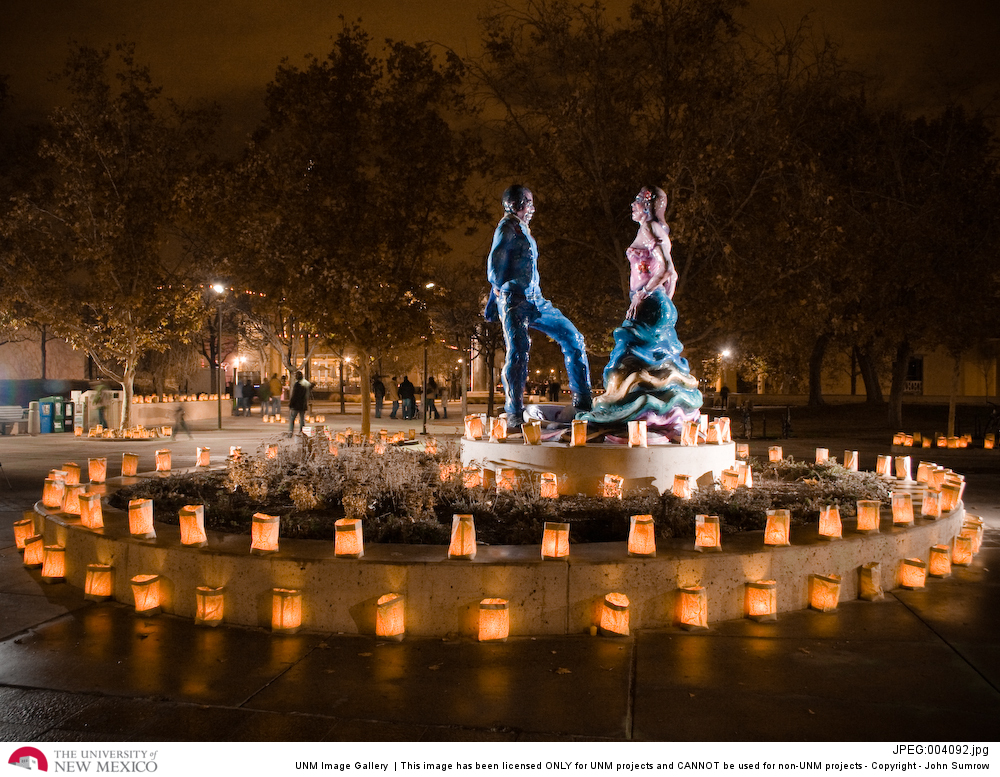 JPEG:004092.jpg
THE UNIVERSITY of
NEW MEXICO
UNM Image Gallery | This image has been licensed ONLY for UNM projects and CANNOT be used for non-UNM projects - Copyright - John Sumrow